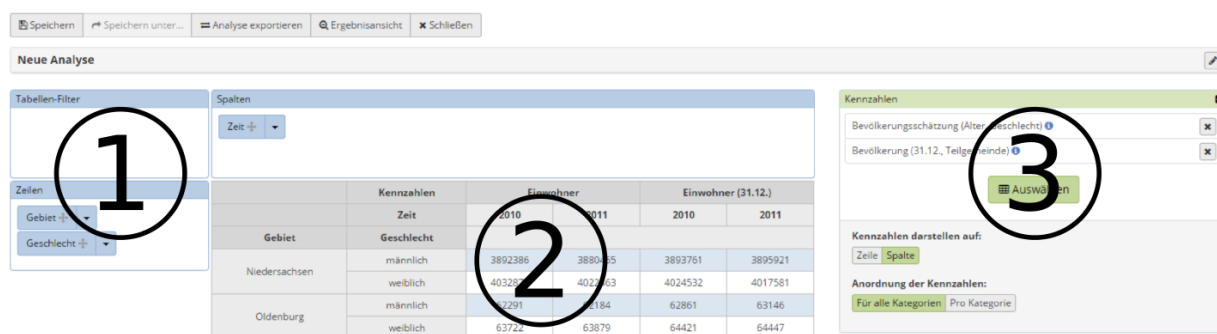 Speichern Speichern unter... Analyse exportieren Ergebnisansicht Schließen
Neue Analyse
Tabellen-Filter
Spalten
Zeit
1
Zeilen
Gebiet
Geschlecht
Kennzahlen Einwohner Einwohner (31.12.)
Zeit 2010 2011 2010 2011
Gebiet Geschlecht
2
Niedersachsen
männlich 3892386 3893761 3895921
weiblich 4024532 4017581
Oldenburg
männlich 62861 63146
weiblich 63722 63879 64421 64447
Kennzahlen
Bevölkerungsschätzung (Alter, Geschlecht)
Bevölkerung (31.12., Teilgemeinde)
3
Auswählen
Kennzahlen darstellen auf:
Zeile Spalte
Anordnung der Kennzahlen:
Für alle Kategorien Pro Kategorie